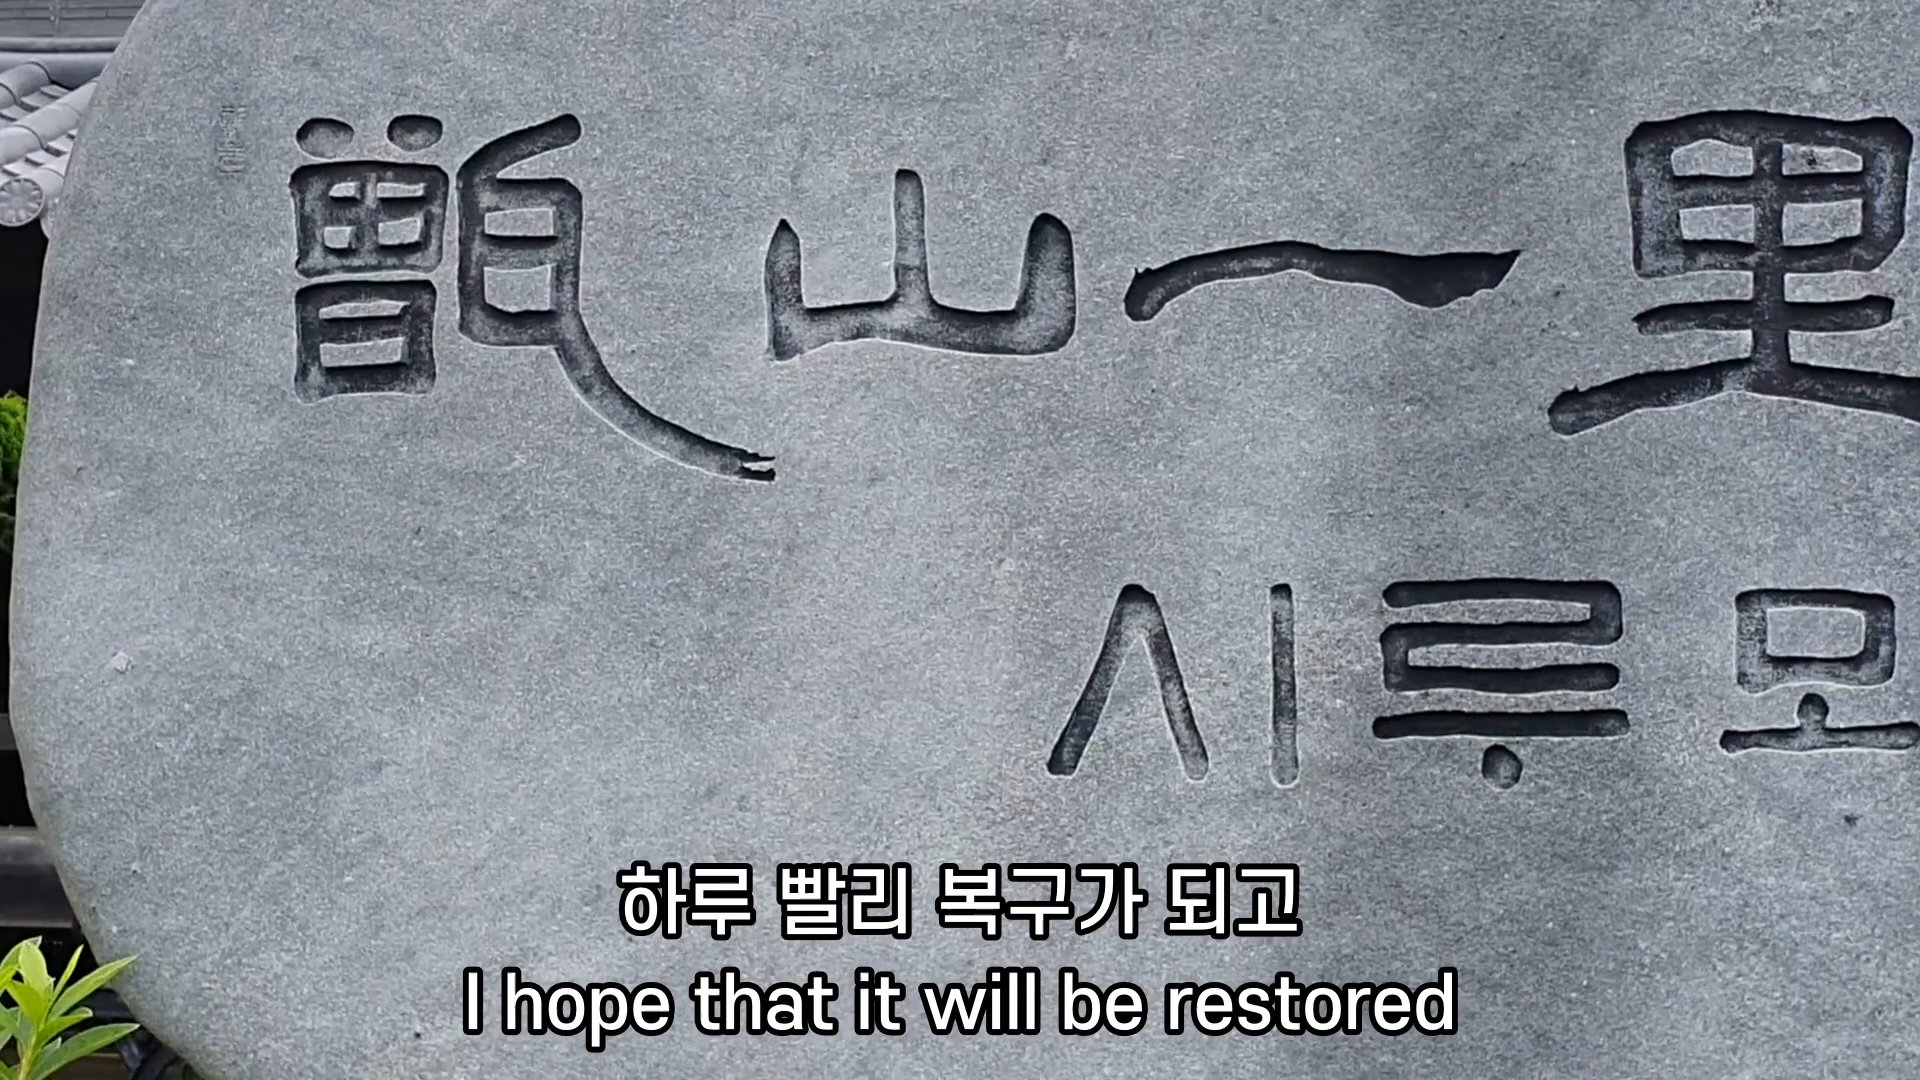 甑山一里
시루모
하루 빨리 복구가 되고
I hope that it will be restored